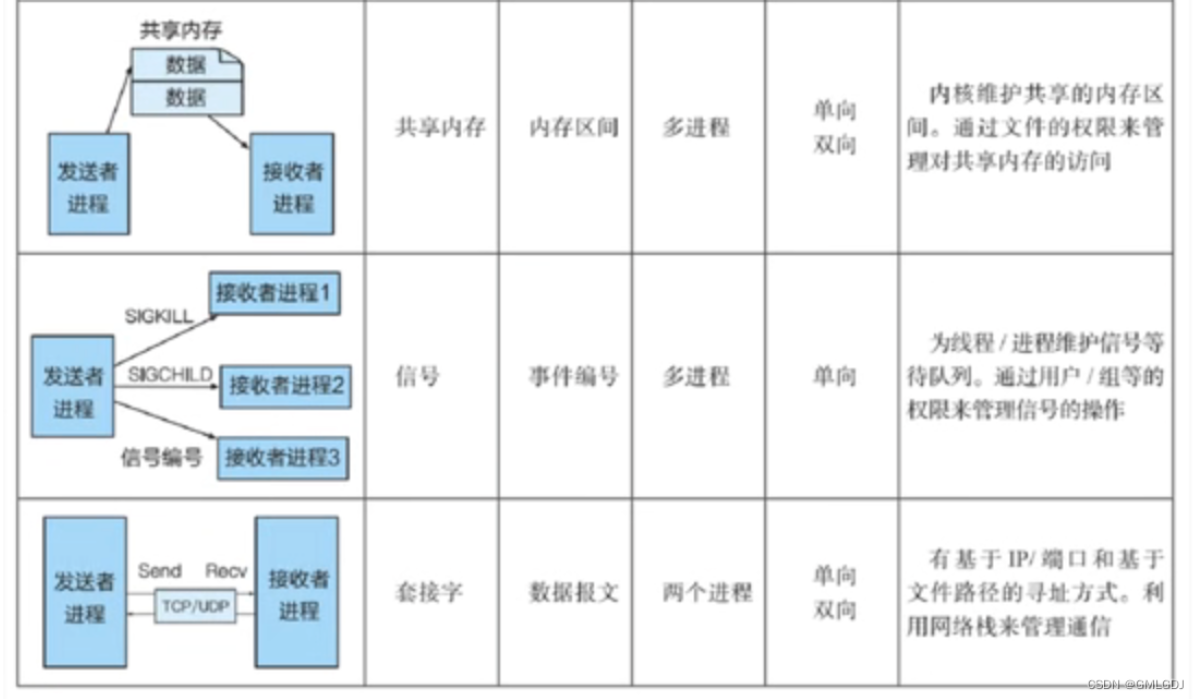 共享内存
数据
数据
发送者
进程
接收者
进程
共享内存
内存区间
多进程
单向
双向
内核维护共享的内存区
间。通过文件的权限来管
理对共享内存的访问
接收者进程1
SIGKILL
发送者
进程
SIGCHILD
接收者进程2
信号编号
接收者进程3
信号
事件编号
多进程
单向
为线程/进程维护信号等
待队列。通过用户/组等的
权限来管理信号的操作
发送者
进程
Send
Recv
TCP/UDP
接收者
进程
套接字
数据报文
两个进程
单向
双向
有基于IP/端口和基于
文件路径的寻址方式。利
用网络栈来管理通信
CSDN @GMLGDJ